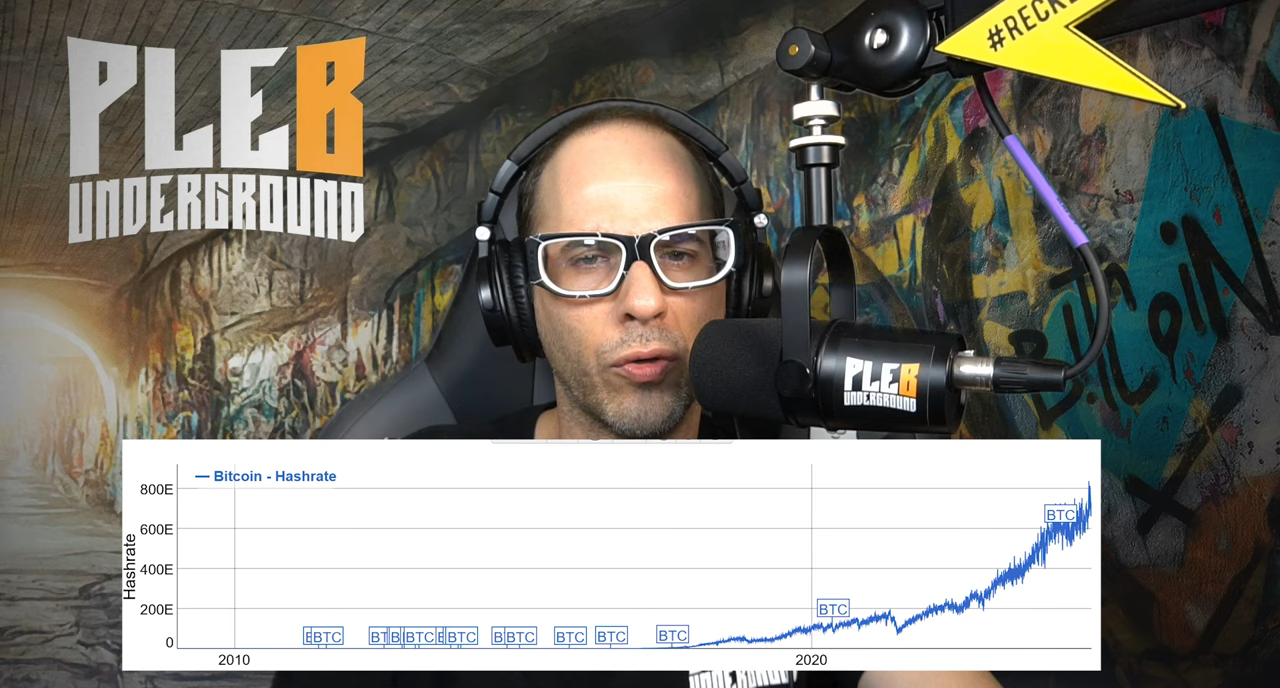 PLEB
UNDERGROUND
BITCOIN
PLEB
UNDERGROUND
Bitcoin - Hashrate
Hashrate
800E
600E
400E
200E
0
BTC
BTC
BTC
BTC
BTC
BTC
BTC
BTC
BTC
BTC
2010
2020